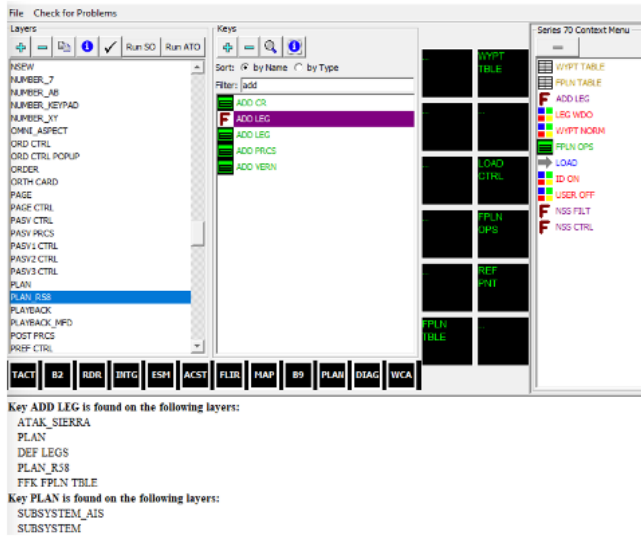 File Check for Problems
Layers
Run SO Run ATO
NSEW
NUMBER_7
NUMBER_AB
NUMBER_KEYPAD
NUMBER_XY
OMNI_ASPECT
ORD CTRL
ORD CTRL POPUP
ORDER
ORTH CARD
PAGE
PAGE CTRL
PASV CTRL
PASV PRCS
PASV1 CTRL
PASV2 CTRL
PASV3 CTRL
PLAN
PLAN_R58
PLAYBACK
PLAYBACK_MFD
POST PRCS
PREF CTRL
Keys
Sort: by Name by Type
Filter: add
ADD CR
ADD LEG
ADD LEG
ADD PRCS
ADD VERN
WYPT
TBLE
LOAD
CTRL
FPLN
OPS
REF
PNT
FPLN
TBLE
Series 70 Context Menu
WYPT TABLE
FPLN TABLE
ADD LEG
LEG WDO
WYPT NORM
FPLN OPS
LOAD
ID ON
USER OFF
NSS FILT
NSS CTRL
TACT B2 RDR INTG ESM ACST FLIR MAP B9 PLAN DIAG WCA
Key ADD LEG is found on the following layers:
ATAK_SIERRA
PLAN
DEF LEGS
PLAN_R58
FFK FPLN TBLE
Key PLAN is found on the following layers:
SUBSYSTEM_AIS
SUBSYSTEM